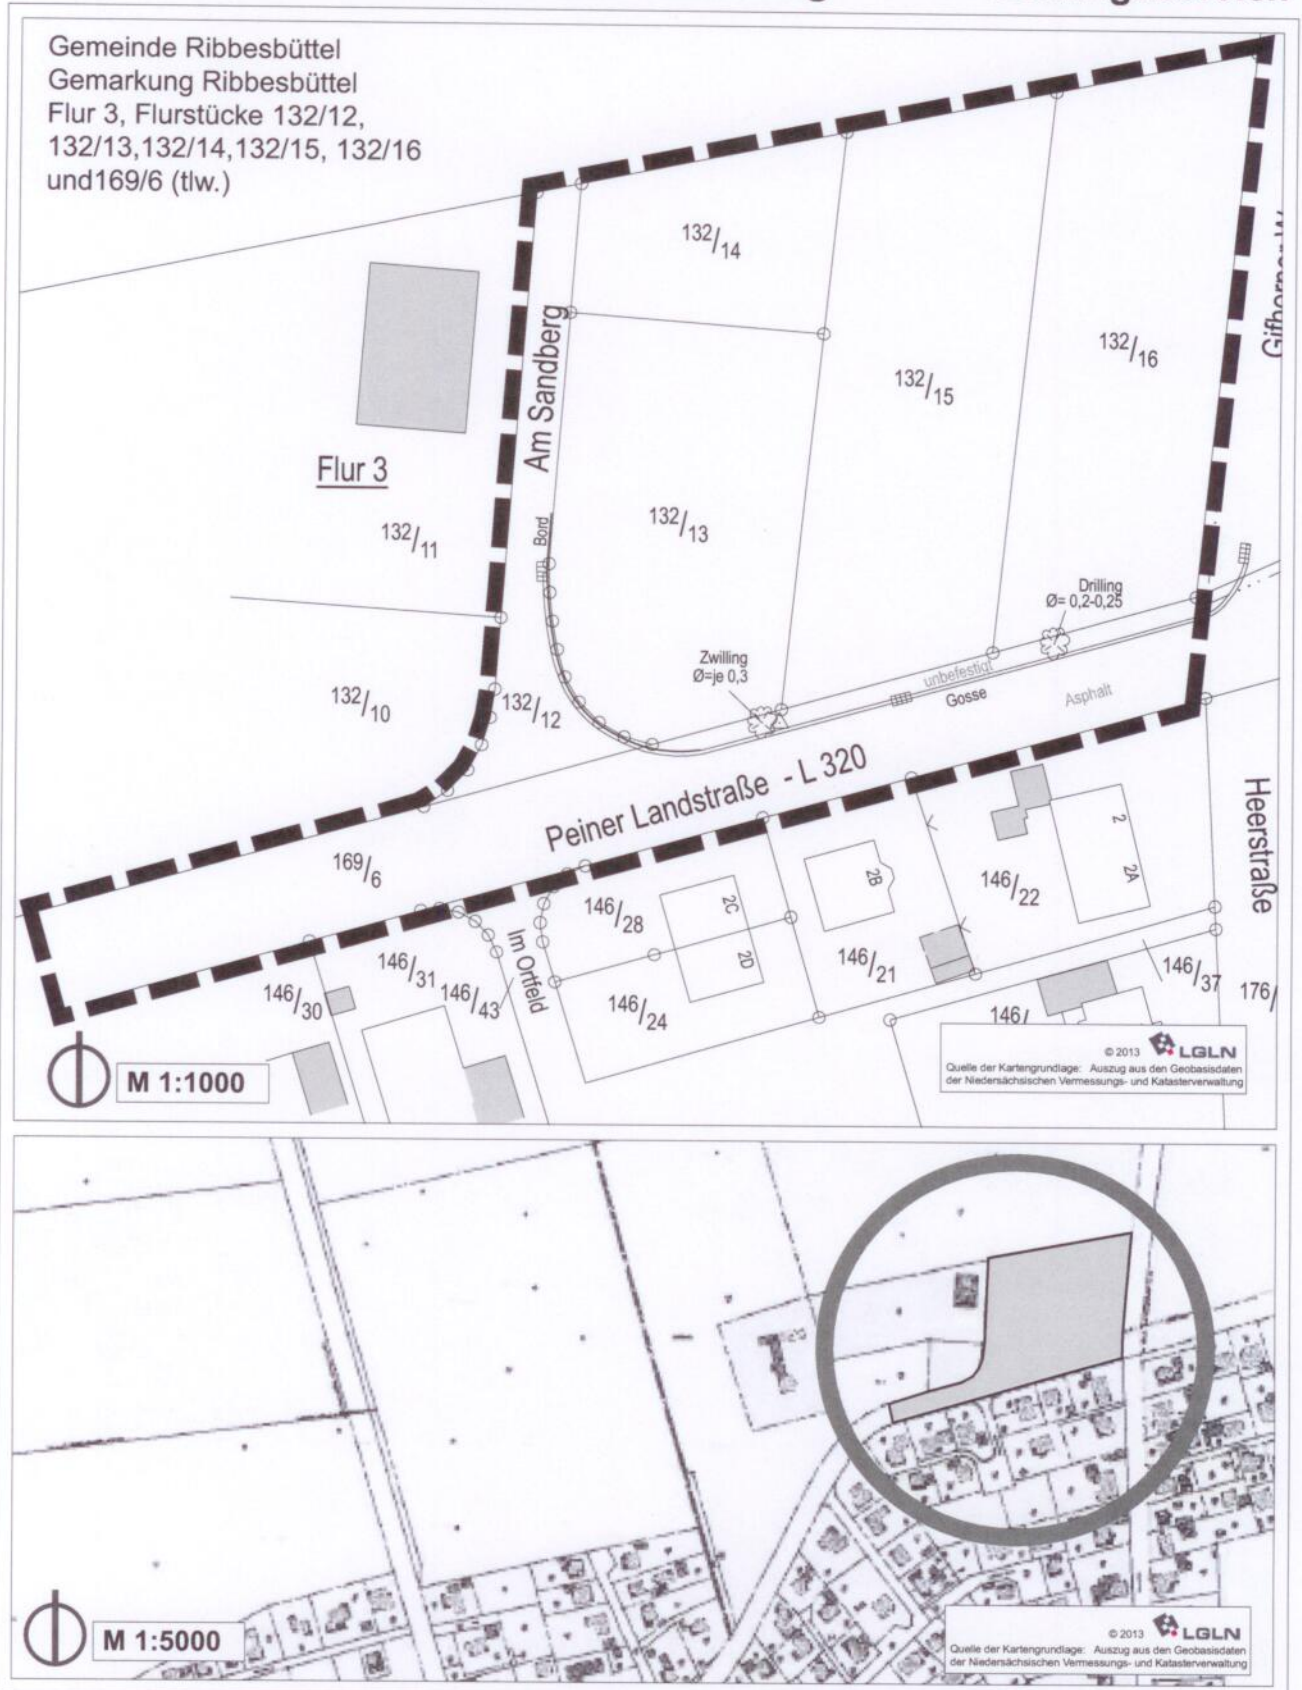 Gemeinde Ribbesbüttel
Gemarkung Ribbesbüttel
Flur 3, Flurstücke 132/12,
132/13,132/14,132/15, 132/16
und169/6 (tlw.)
132/14
Am Sandberg
132/16
132/15
Flur 3
132/13
Bord
132/11
Drilling
Ø= 0,2-0,25
Zwilling
Ø=je 0,3
unbefestigt
Gosse
Asphalt
132/10
132/12
Peiner Landstraße - L 320
Heerstraße
169/6
2
2A
2B
2C
2D
146/22
146/28
146/21
146/31
Im Ortfeld
146/30
146/43
146/24
146/37
176/
146/
M 1:1000
© 2013 LGLN
Quelle der Kartengrundlage: Auszug aus den Geobasisdaten
der Niedersächsischen Vermessungs- und Katasterverwaltung
M 1:5000
© 2013 LGLN
Quelle der Kartengrundlage: Auszug aus den Geobasisdaten
der Niedersächsischen Vermessungs- und Katasterverwaltung